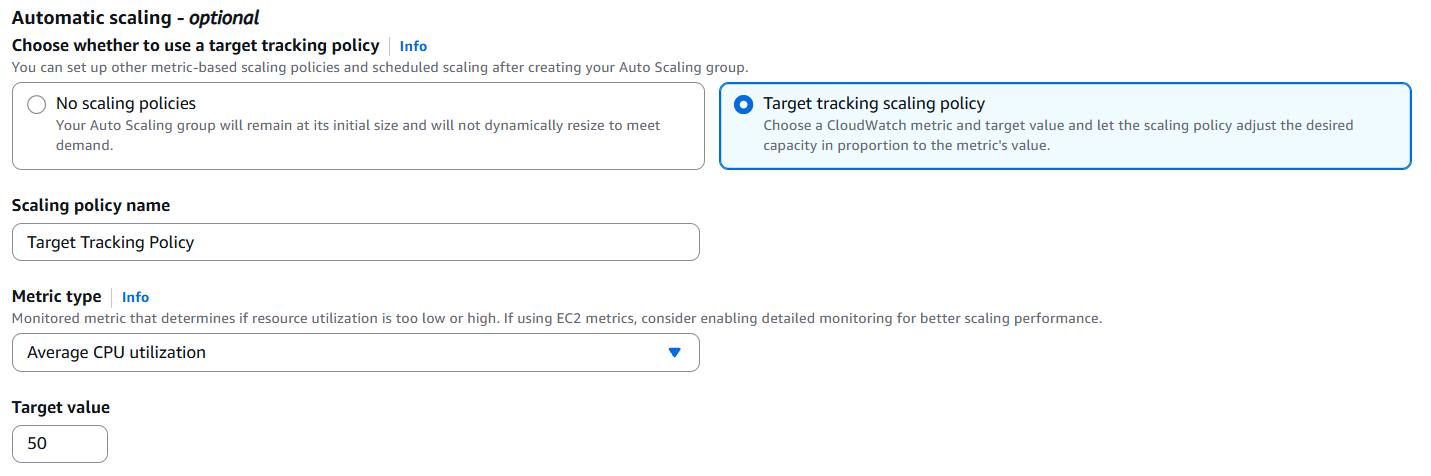 Automatic scaling - optional
Choose whether to use a target tracking policy Info
You can set up other metric-based scaling policies and scheduled scaling after creating your Auto Scaling group.
No scaling policies
Your Auto Scaling group will remain at its initial size and will not dynamically resize to meet
demand.
Target tracking scaling policy
Choose a CloudWatch metric and target value and let the scaling policy adjust the desired
capacity in proportion to the metric's value.
Scaling policy name
Target Tracking Policy
Metric type Info
Monitored metric that determines if resource utilization is too low or high. If using EC2 metrics, consider enabling detailed monitoring for better scaling performance.
Average CPU utilization
Target value
50